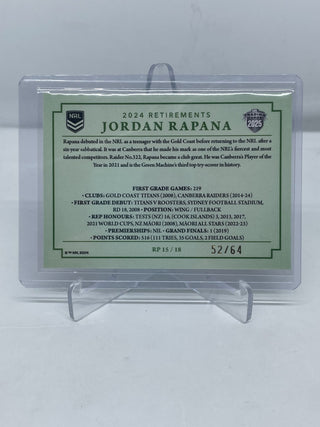 NRL
2025
2024 RETIREMENTS
JORDAN RAPANA
Rapana debuted in the NRL as a teenager with the Gold Coast before returning to the NRL after a
six-year sabbatical. It was at Canberra that he made his mark as one of the NRL's fiercest and most
talented competitors. Raider No.322, Rapana became a club great. He was Canberra's Player of the
Year in 2021 and is the Green Machine's third top try-scorer in history.
FIRST GRADE GAMES: 219
• CLUBS: GOLD COAST TITANS (2008), CANBERRA RAIDERS (2014-24)
• FIRST GRADE DEBUT: TITANS V ROOSTERS, SYDNEY FOOTBALL STADIUM,
RD 18, 2008 • POSITION: WING / FULLBACK
• REP HONOURS: TESTS (NZ) 16, (COOK ISLANDS) 3, 2013, 2017,
2021 WORLD CUPS, NZ MĀORI (2008), MĀORI ALL STARS (2022-23)
• PREMIERSHIPS: NIL • GRAND FINALS: 1 (2019)
• POINTS SCORED: 516 (111 TRIES, 35 GOALS, 2 FIELD GOALS)
RP 15 / 18
52/64